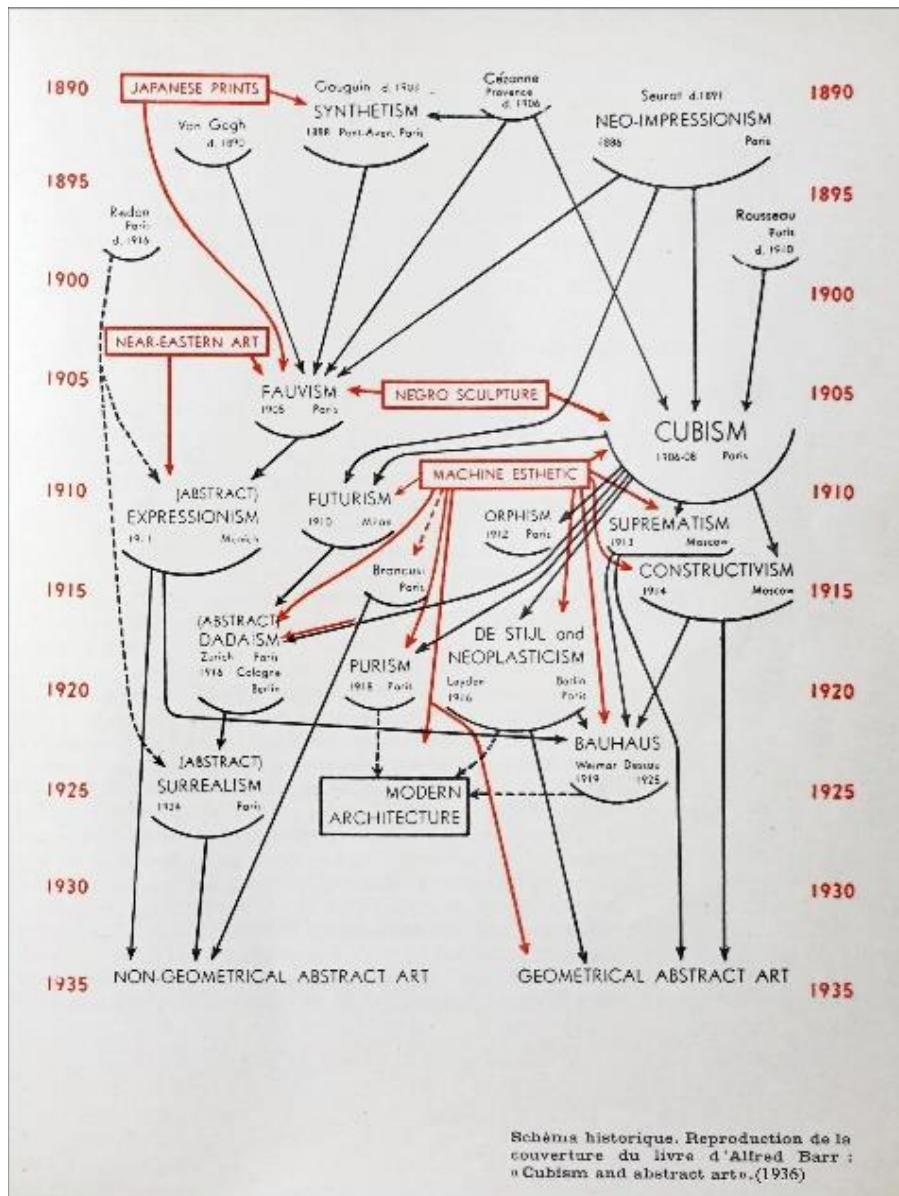 1890
JAPANESE PRINTS
Gauguin d. 1903
SYNTHETISM
1888 Pont-Aven, Paris
Cézanne
Provence
d. 1906
Seurat d.1891
NEO-IMPRESSIONISM
1886 Paris
1890
Van Gogh
d. 1890
1895
1895
Redon
Paris
d. 1916
Rousseau
Paris
d. 1910
1900
1900
NEAR-EASTERN ART
1905
FAUVISM
1905 Paris
NEGRO SCULPTURE
1905
CUBISM
1906-08 Paris
1910
(ABSTRACT)
EXPRESSIONISM
1911 Munich
FUTURISM
1910 Milan
MACHINE ESTHETIC
ORPHISM
1912 Paris
SUPREMATISM
1913 Moscow
1910
Brancusi
Paris
CONSTRUCTIVISM
1914 Moscow
1915
1915
(ABSTRACT)
DADAISM
Zurich Paris
1916 Cologne
Berlin
PURISM
1918 Paris
DE STIJL and
NEOPLASTICISM
Leyden Berlin
1916 Paris
1920
1920
BAUHAUS
Weimar Dessau
1919 1925
(ABSTRACT)
SURREALISM
1924 Paris
MODERN
ARCHITECTURE
1925
1925
1930
1930
1935
NON-GEOMETRICAL ABSTRACT ART
GEOMETRICAL ABSTRACT ART
1935
Schéma historique. Reproduction de la
couverture du livre d'Alfred Barr :
«Cubism and abstract art».(1936)